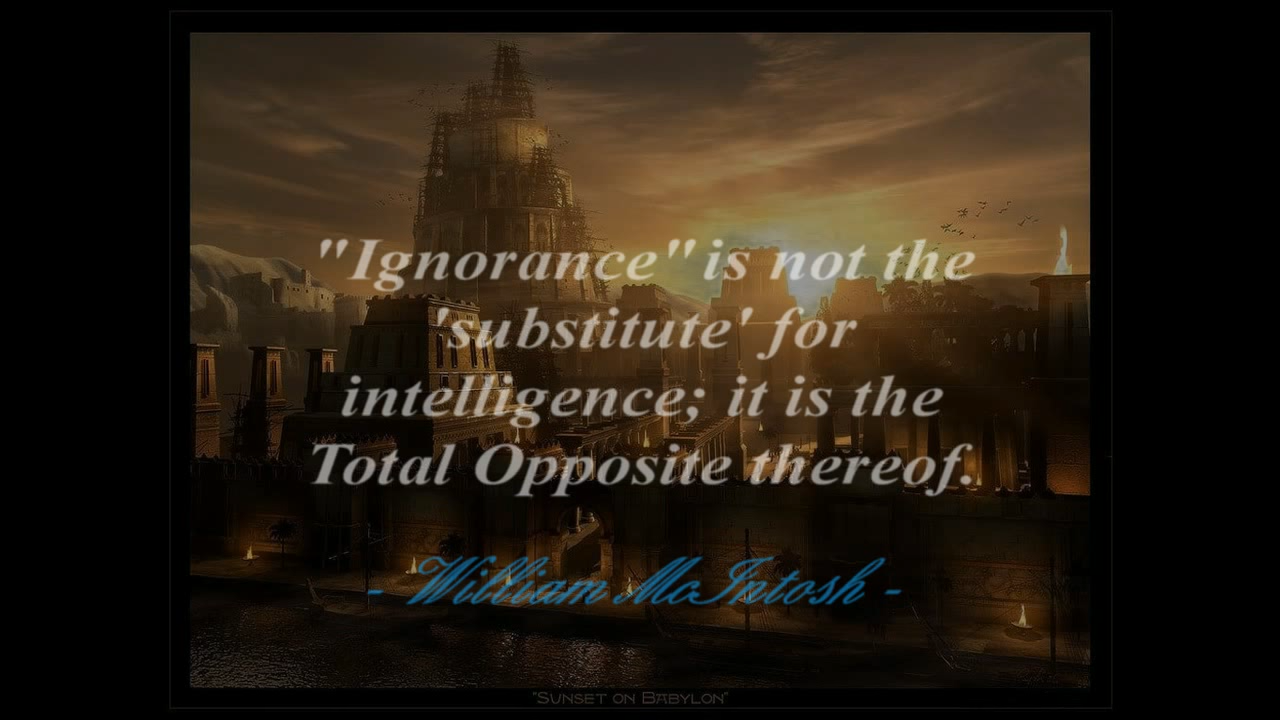 "Ignorance" is not the
'substitute' for
intelligence; it is the
Total Opposite thereof.
- William McIntosh -
"Sunset on Babylon"